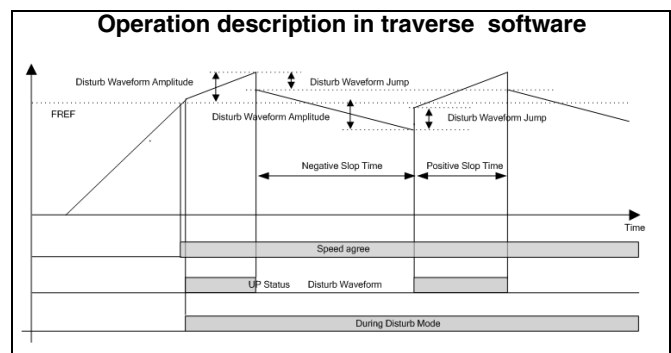 Operation description in traverse software
Disturb Waveform Amplitude
Disturb Waveform Jump
FREF
Disturb Waveform Amplitude
Disturb Waveform Jump
Negative Slop Time
Positive Slop Time
Time
Speed agree
UP Status
Disturb Waveform
During Disturb Mode